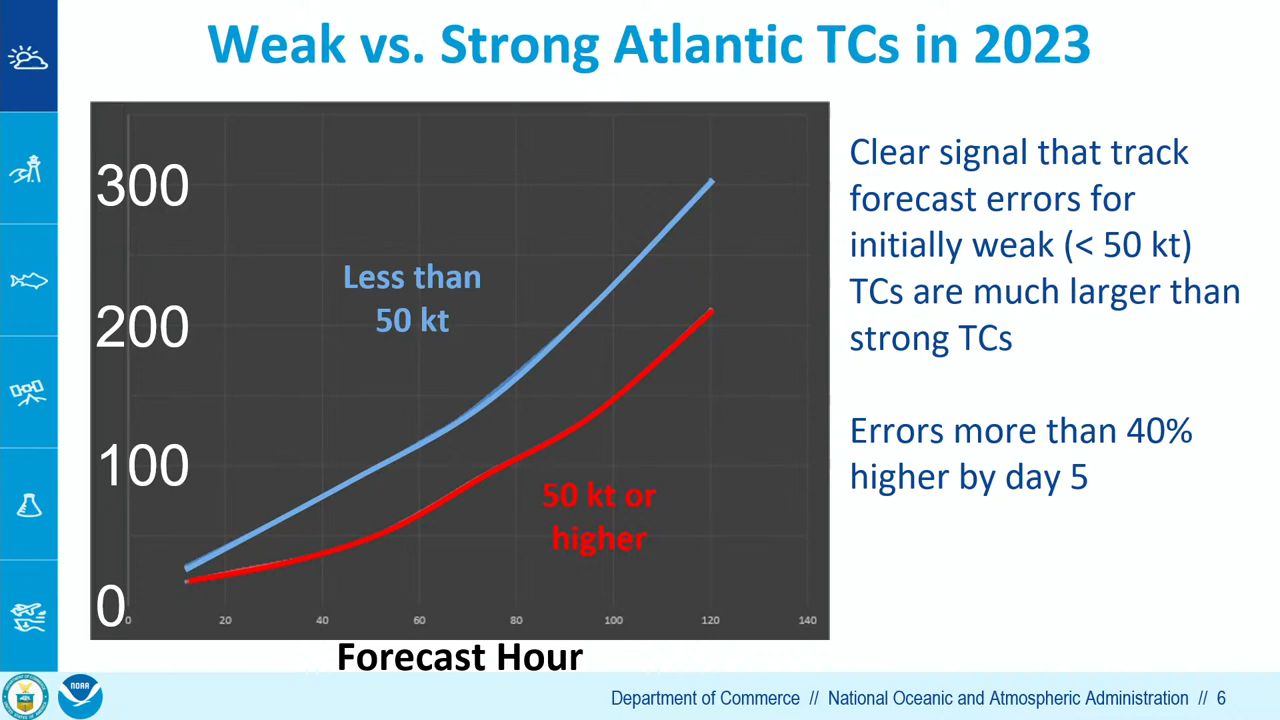 Weak vs. Strong Atlantic TCs in 2023
300
200
100
0
Less than
50 kt
50 kt or
higher
0 20 40 60 80 100 120 140
Forecast Hour
Clear signal that track
forecast errors for
initially weak (< 50 kt)
TCs are much larger than
strong TCs
Errors more than 40%
higher by day 5
NOAA
Department of Commerce // National Oceanic and Atmospheric Administration // 6